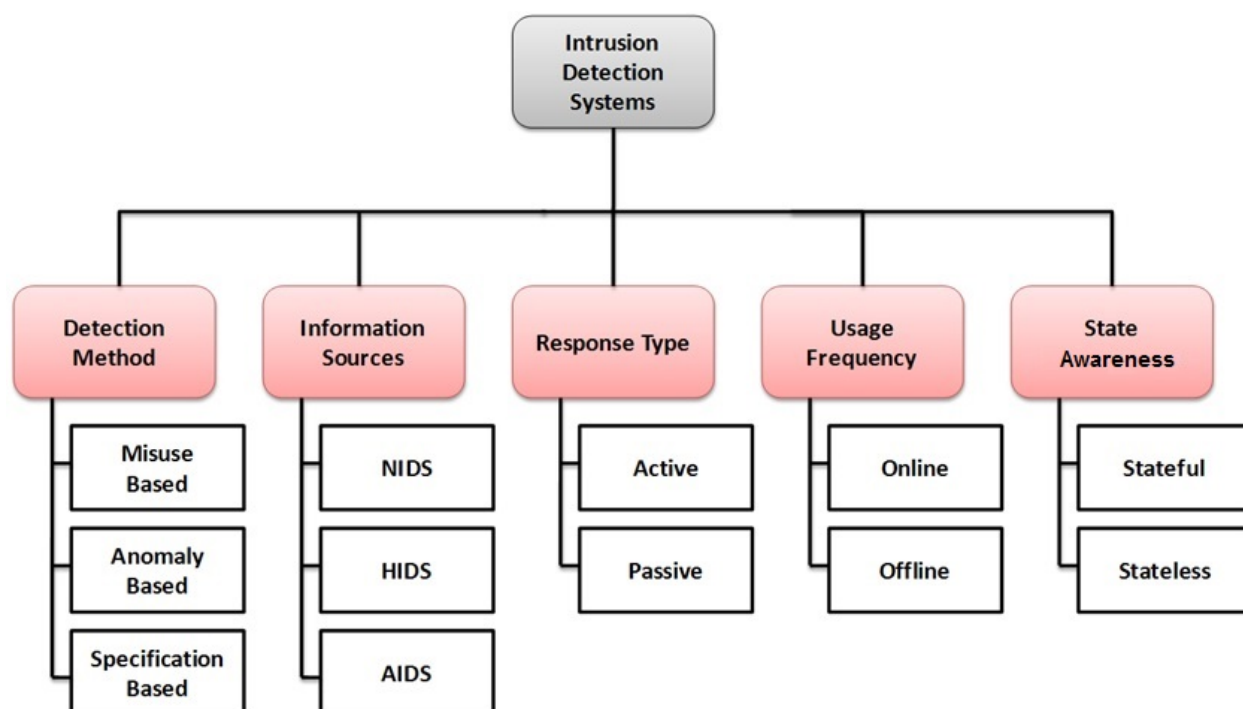 Intrusion
Detection
Systems
Detection
Method
Information
Sources
Response Type
Usage
Frequency
State
Awareness
Misuse
Based
NIDS
Active
Online
Stateful
Anomaly
Based
HIDS
Passive
Offline
Stateless
Specification
Based
AIDS